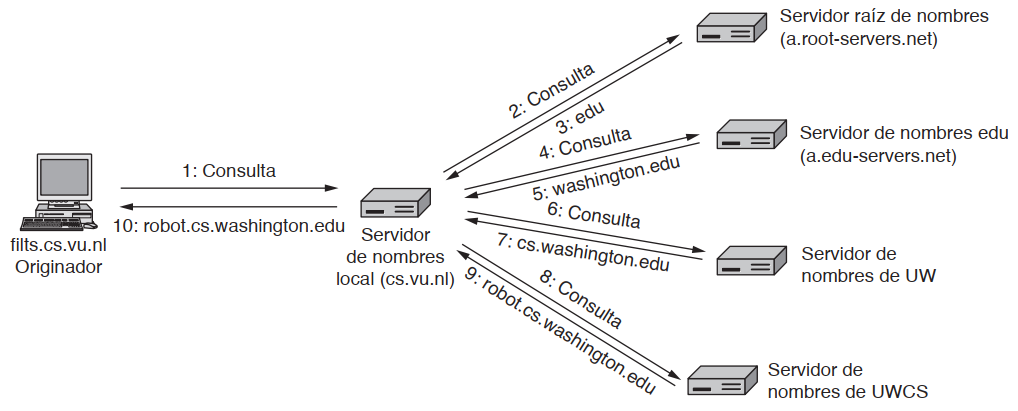 Servidor raíz de nombres
(a.root-servers.net)
2: Consulta
3: edu
4: Consulta
Servidor de nombres edu
(a.edu-servers.net)
1: Consulta
5: washington.edu
6: Consulta
10: robot.cs.washington.edu
filts.cs.vu.nl
Originador
Servidor
de nombres
local (cs.vu.nl)
7: cs.washington.edu
Servidor de
nombres de UW
8: Consulta
9: robot.cs.washington.edu
Servidor de
nombres de UWCS